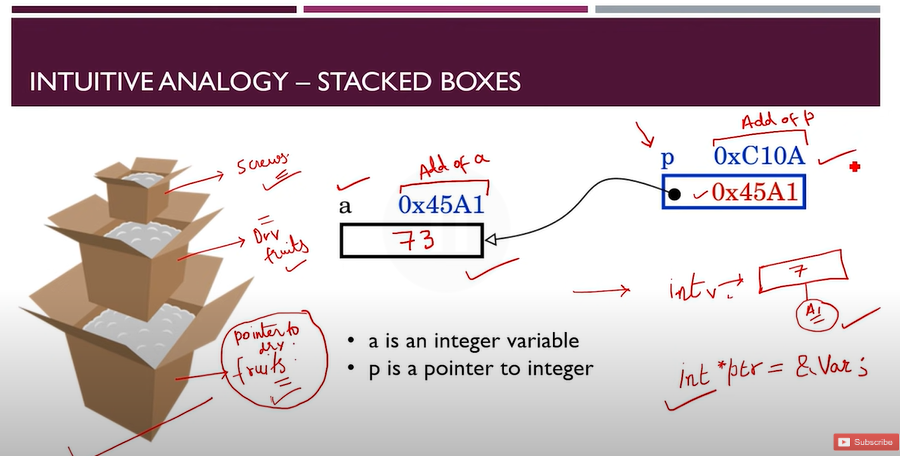 INTUITIVE ANALOGY – STACKED BOXES
Screws
Dry
fruits
pointer to
dry
fruits
Add of a
a 0x45A1
73
Add of p
p 0xC10A
0x45A1
int v
7
A1
int *ptr = &Var;
• a is an integer variable
• p is a pointer to integer
Subscribe